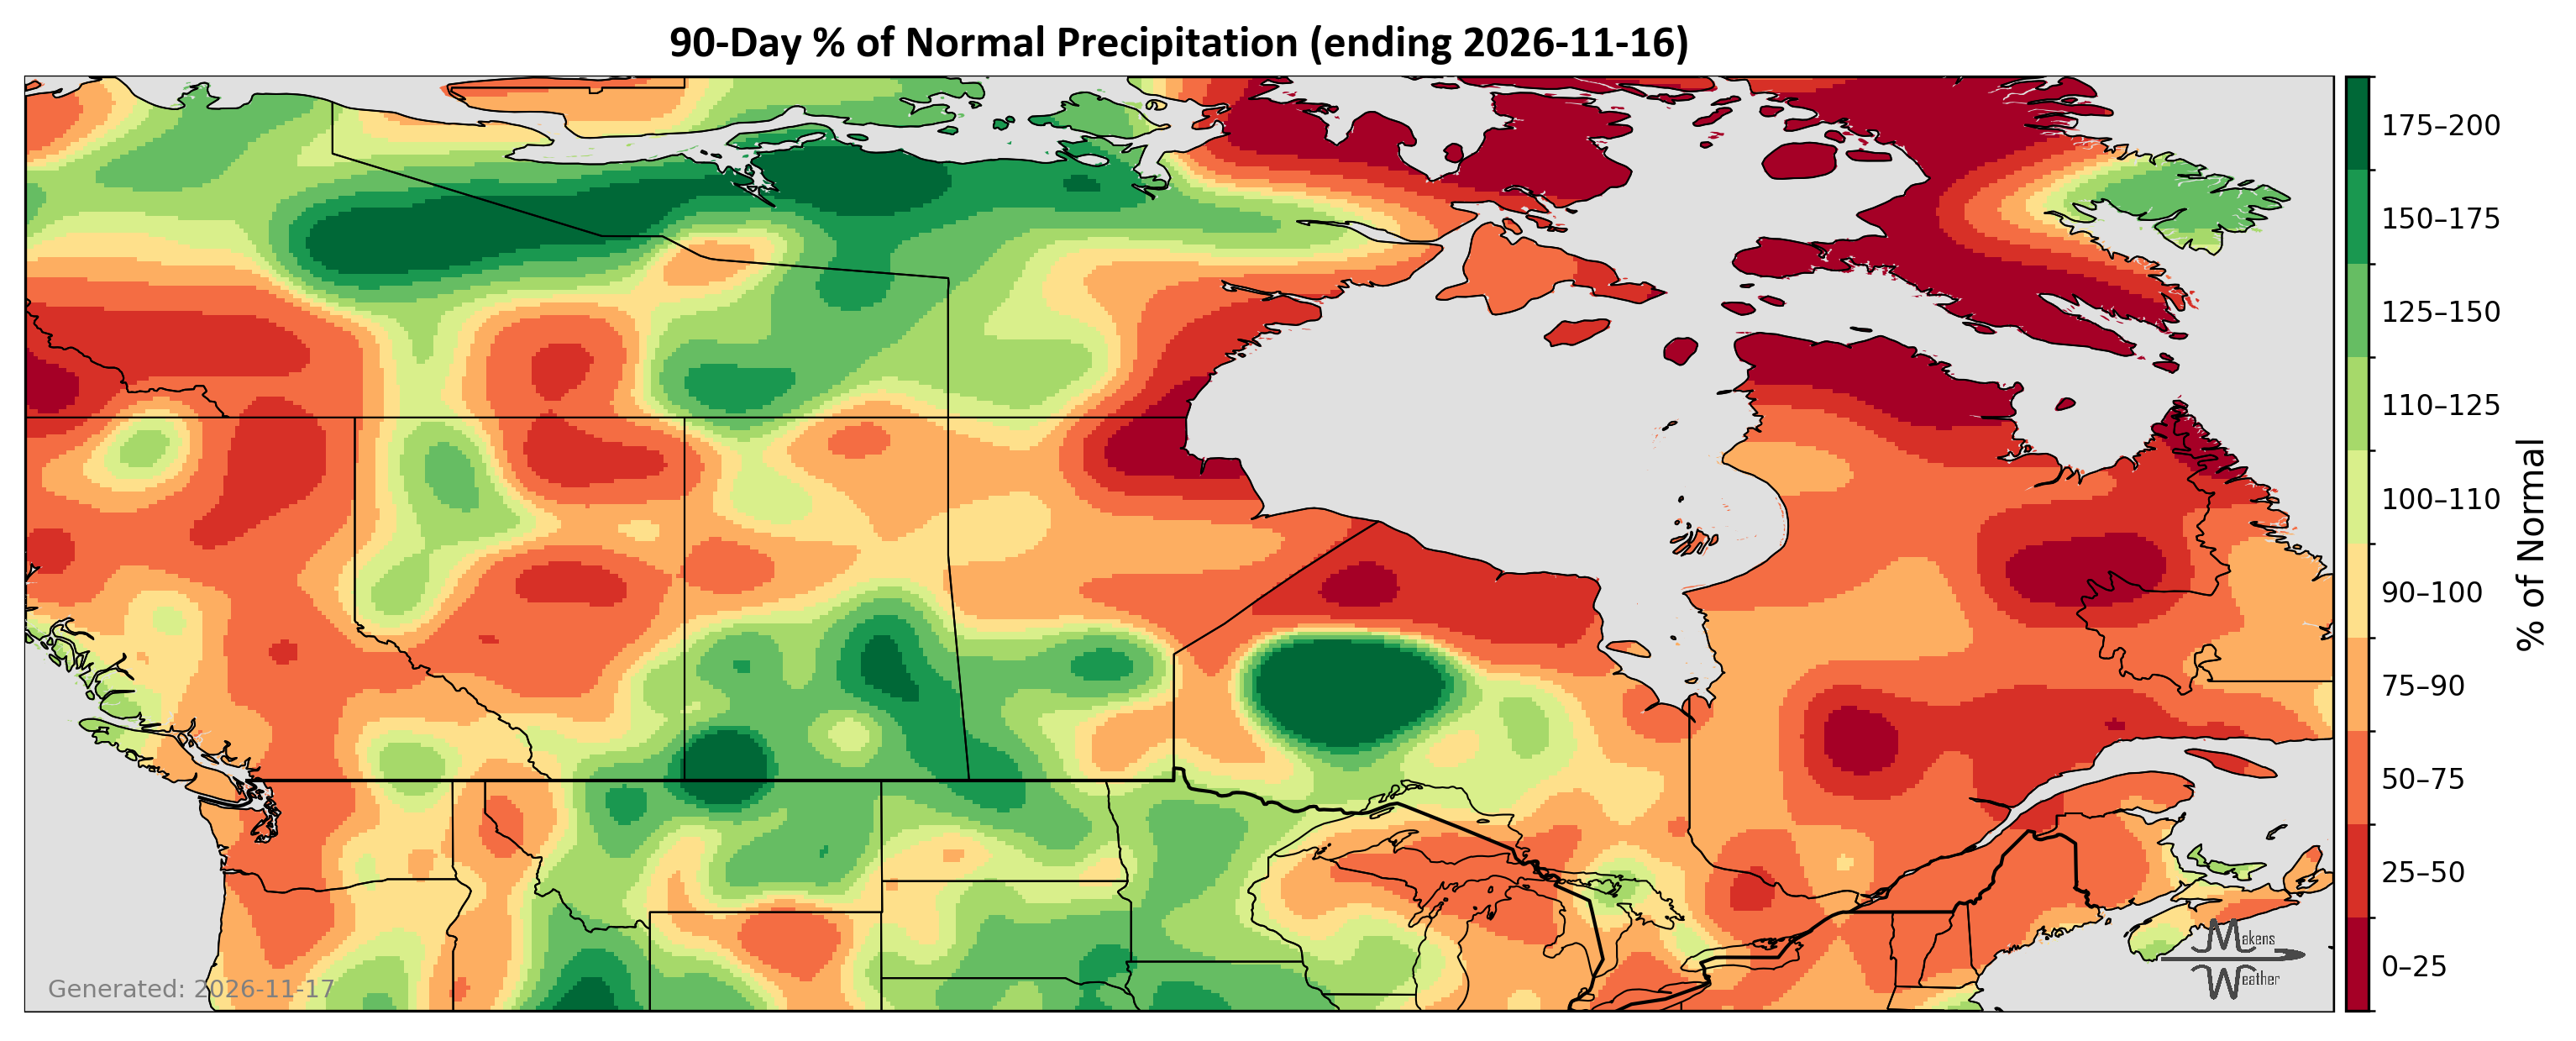 90-Day % of Normal Precipitation (ending 2026-11-16)
175–200
150–175
125–150
110–125
100–110
90–100
75–90
50–75
25–50
0–25
% of Normal
Generated: 2026-11-17
Makens
Weather